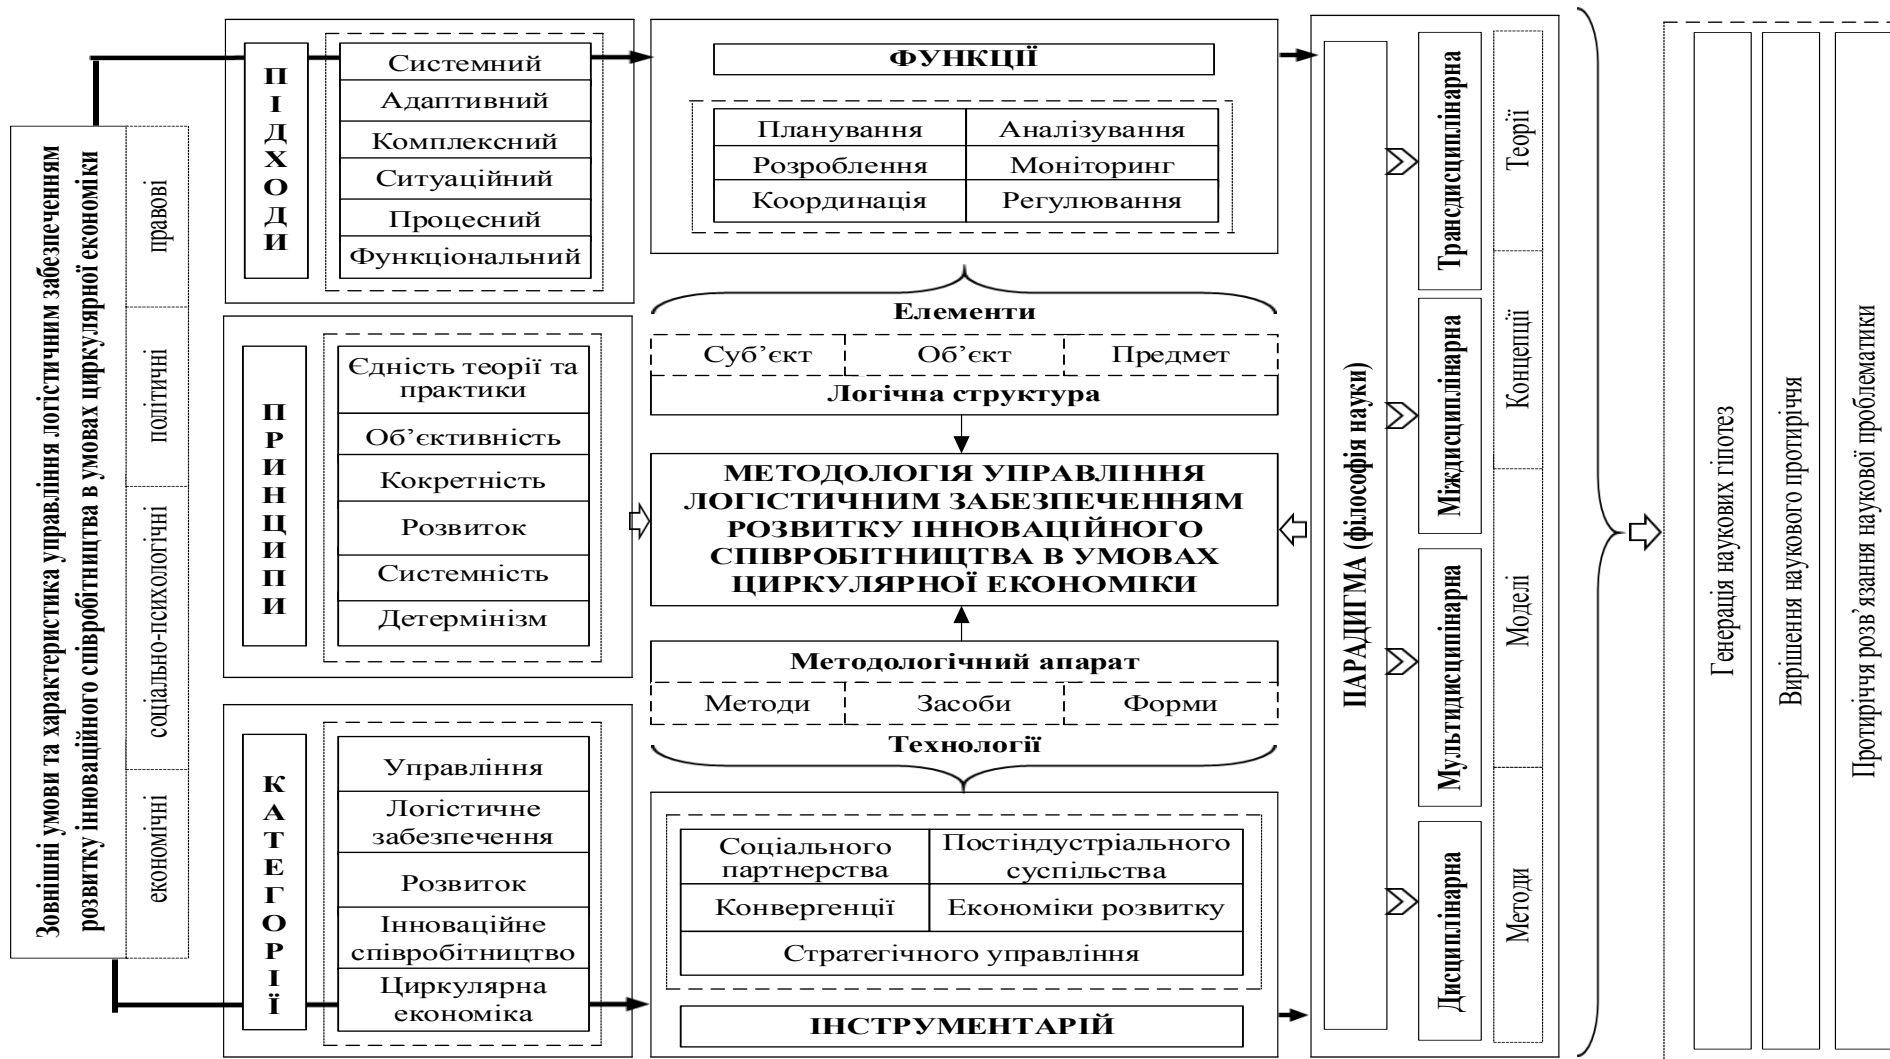 Зовнішні умови та характеристика управління логістичним забезпеченням
розвитку інноваційного співробітництва в умовах циркулярної економіки
правові
політичні
соціально-психологічні
економічні
ПІДХОДИ
Системний
Адаптивний
Комплексний
Ситуаційний
Процесний
Функціональний
ПРИНЦИПИ
Єдність теорії та
практики
Об’єктивність
Кокретність
Розвиток
Системність
Детермінізм
КАТЕГОРІЇ
Управління
Логістичне
забезпечення
Розвиток
Інноваційне
співробітництво
Циркулярна
економіка
ФУНКЦІЇ
Планування
Аналізування
Розроблення
Моніторинг
Координація
Регулювання
Елементи
Суб’єкт
Об’єкт
Предмет
Логічна структура
МЕТОДОЛОГІЯ УПРАВЛІННЯ
ЛОГІСТИЧНИМ ЗАБЕЗПЕЧЕННЯМ
РОЗВИТКУ ІННОВАЦІЙНОГО
СПІВРОБІТНИЦТВА В УМОВАХ
ЦИРКУЛЯРНОЇ ЕКОНОМІКИ
Методологічний апарат
Методи
Засоби
Форми
Технології
Соціального
партнерства
Постіндустріального
суспільства
Конвергенції
Економіки розвитку
Стратегічного управління
ІНСТРУМЕНТАРІЙ
ПАРАДИГМА (філософія науки)
Трансдисциплінарна
Міждисциплінарна
Мультидисципінарна
Дисциплінарна
Теорії
Концепції
Моделі
Методи
Генерація наукових гіпотез
Вирішення наукового протиріччя
Протиріччя розв’язання наукової проблематики